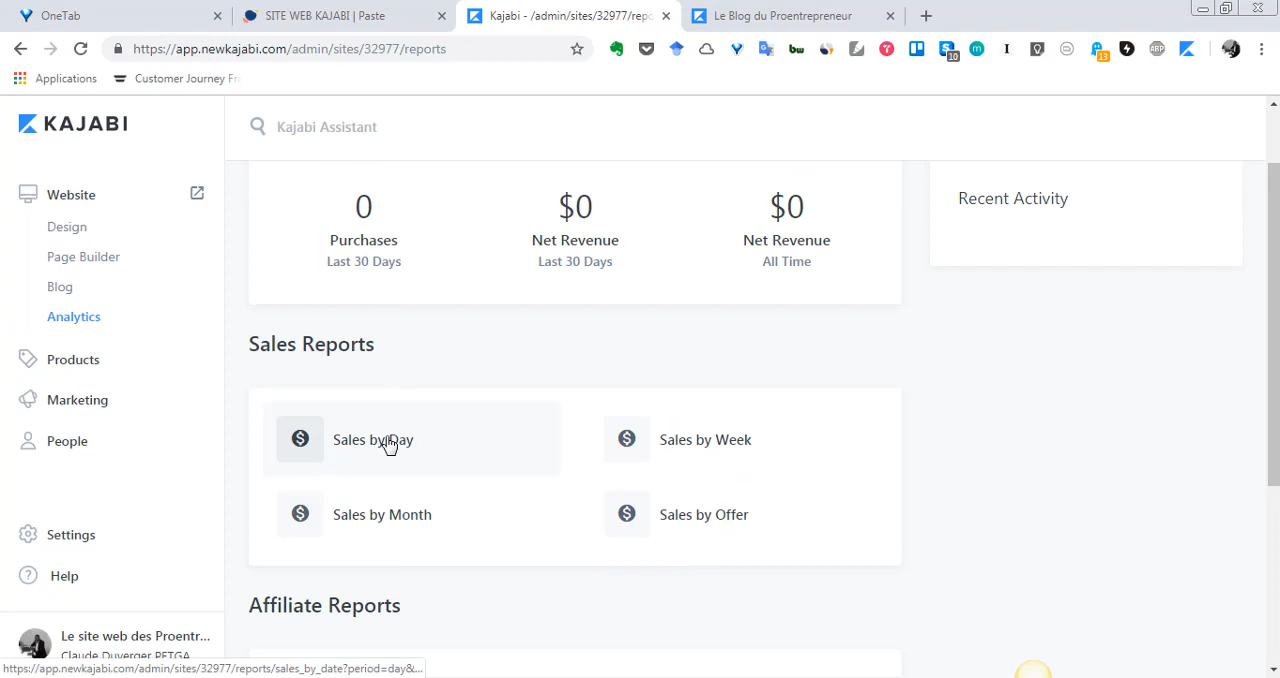 OneTab
SITE WEB KAJABI | Paste
Kajabi - /admin/sites/32977/repo
Le Blog du Proentrepreneur
https://app.newkajabi.com/admin/sites/32977/reports
10
13
ABP
Applications
Customer Journey Fr
KAJABI
Kajabi Assistant
Website
Design
Page Builder
Blog
Analytics
Products
Marketing
People
Settings
Help
Le site web des Proentr...
Claude Duverger PETGA
0
Purchases
Last 30 Days
$0
Net Revenue
Last 30 Days
$0
Net Revenue
All Time
Recent Activity
Sales Reports
Sales by Day
Sales by Week
Sales by Month
Sales by Offer
Affiliate Reports
https://app.newkajabi.com/admin/sites/32977/reports/sales_by_date?period=day&...